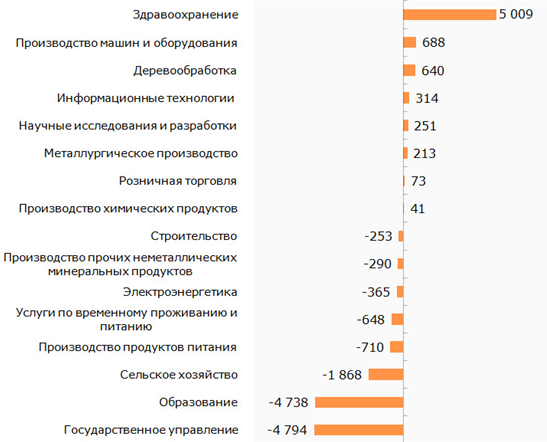 Здравоохранение 5 009
Производство машин и оборудования 688
Деревообработка 640
Информационные технологии 314
Научные исследования и разработки 251
Металлургическое производство 213
Розничная торговля 73
Производство химических продуктов 41
Строительство -253
Производство прочих неметаллических
минеральных продуктов -290
Электроэнергетика -365
Услуги по временному проживанию и
питанию -648
Производство продуктов питания -710
Сельское хозяйство -1 868
Образование -4 738
Государственное управление -4 794